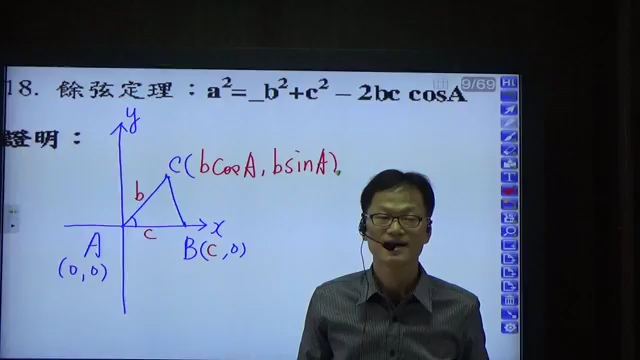 9/69
Hi
18. 餘弦定理：a²=_b²+c²－2bc cosA
證明：
y
C(bcosA, bsinA)
b
c
x
A
B(c,0)
(0,0)